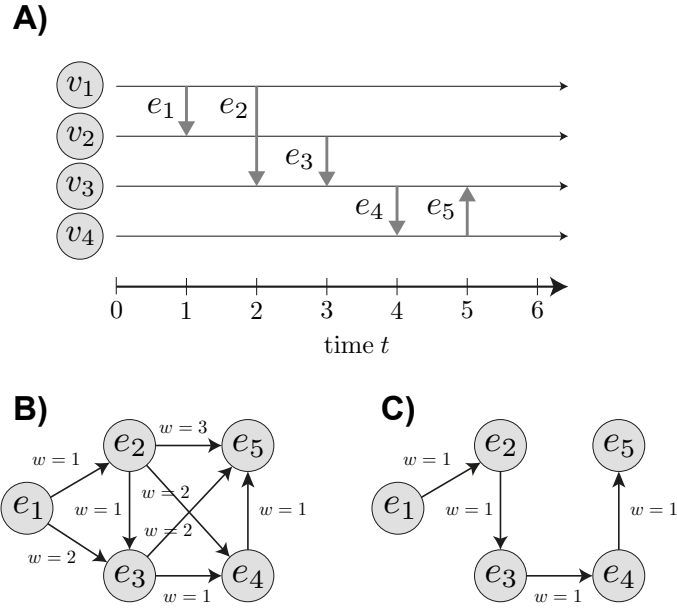 A)
v1
e1 e2
v2
e3
v3
e4 e5
v4
0 1 2 3 4 5 6
time t
B)
C)
e2 w = 3 e5
w = 1
e1
w = 1
w = 2
w = 2
w = 1
w = 2
e3 w = 1 e4
e2 e5
w = 1
e1
w = 1
w = 1
e3 w = 1 e4